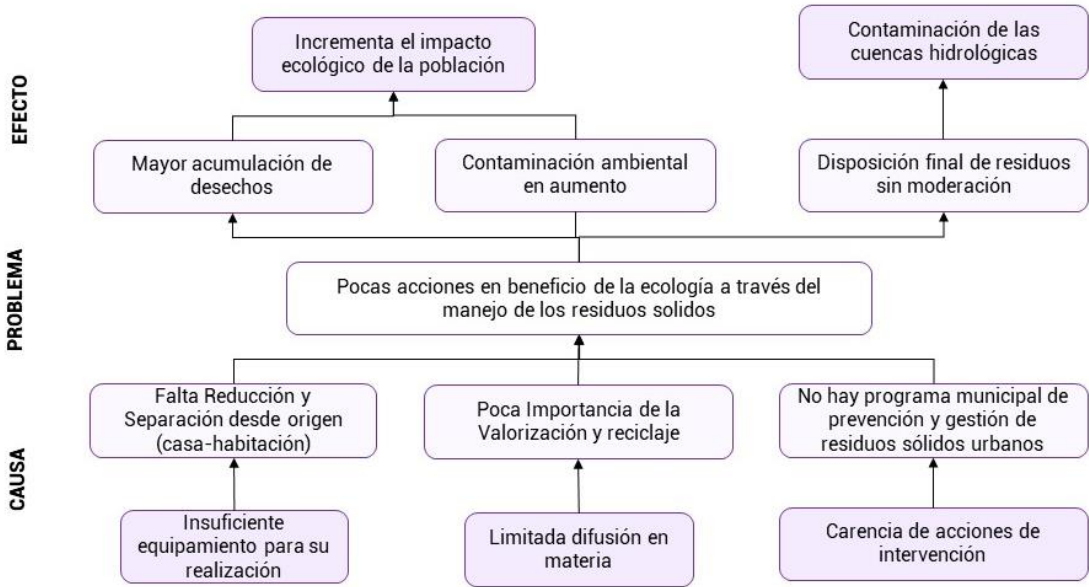 EFECTO
Incrementa el impacto
ecológico de la población
Contaminación de las
cuencas hidrológicas
Mayor acumulación de
desechos
Contaminación ambiental
en aumento
Disposición final de residuos
sin moderación
PROBLEMA
Pocas acciones en beneficio de la ecología a través del
manejo de los residuos solidos
CAUSA
Falta Reducción y
Separación desde origen
(casa-habitación)
Poca Importancia de la
Valorización y reciclaje
No hay programa municipal de
prevención y gestión de
residuos sólidos urbanos
Insuficiente
equipamiento para su
realización
Limitada difusión en
materia
Carencia de acciones de
intervención